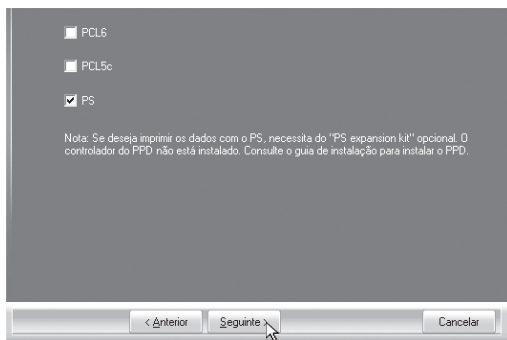 PCL6
PCL5c
PS
Nota: Se deseja imprimir os dados com o PS, necessita do "PS expansion kit" opcional. O
controlador do PPD não está instalado. Consulte o guia de instalação para instalar o PPD.
< Anterior Seguinte > Cancelar